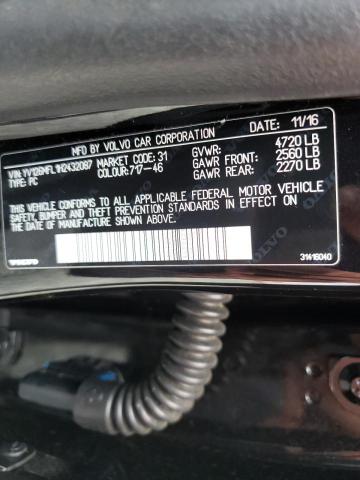 MFD BY VOLVO CAR CORPORATION DATE: 11/16
VIN: YV126MFL1H2432087 MARKET CODE: 31 GVWR: 4720 LB
TYPE: PC COLOUR:717-46 GAWR FRONT: 2560 LB
GAWR REAR: 2270 LB
THIS VEHICLE CONFORMS TO ALL APPLICABLE FEDERAL MOTOR VEHICLE
SAFETY, BUMPER AND THEFT PREVENTION STANDARDS IN EFFECT ON
THE DATE OF MANUFACTURE SHOWN ABOVE.
VOLVO 31416040